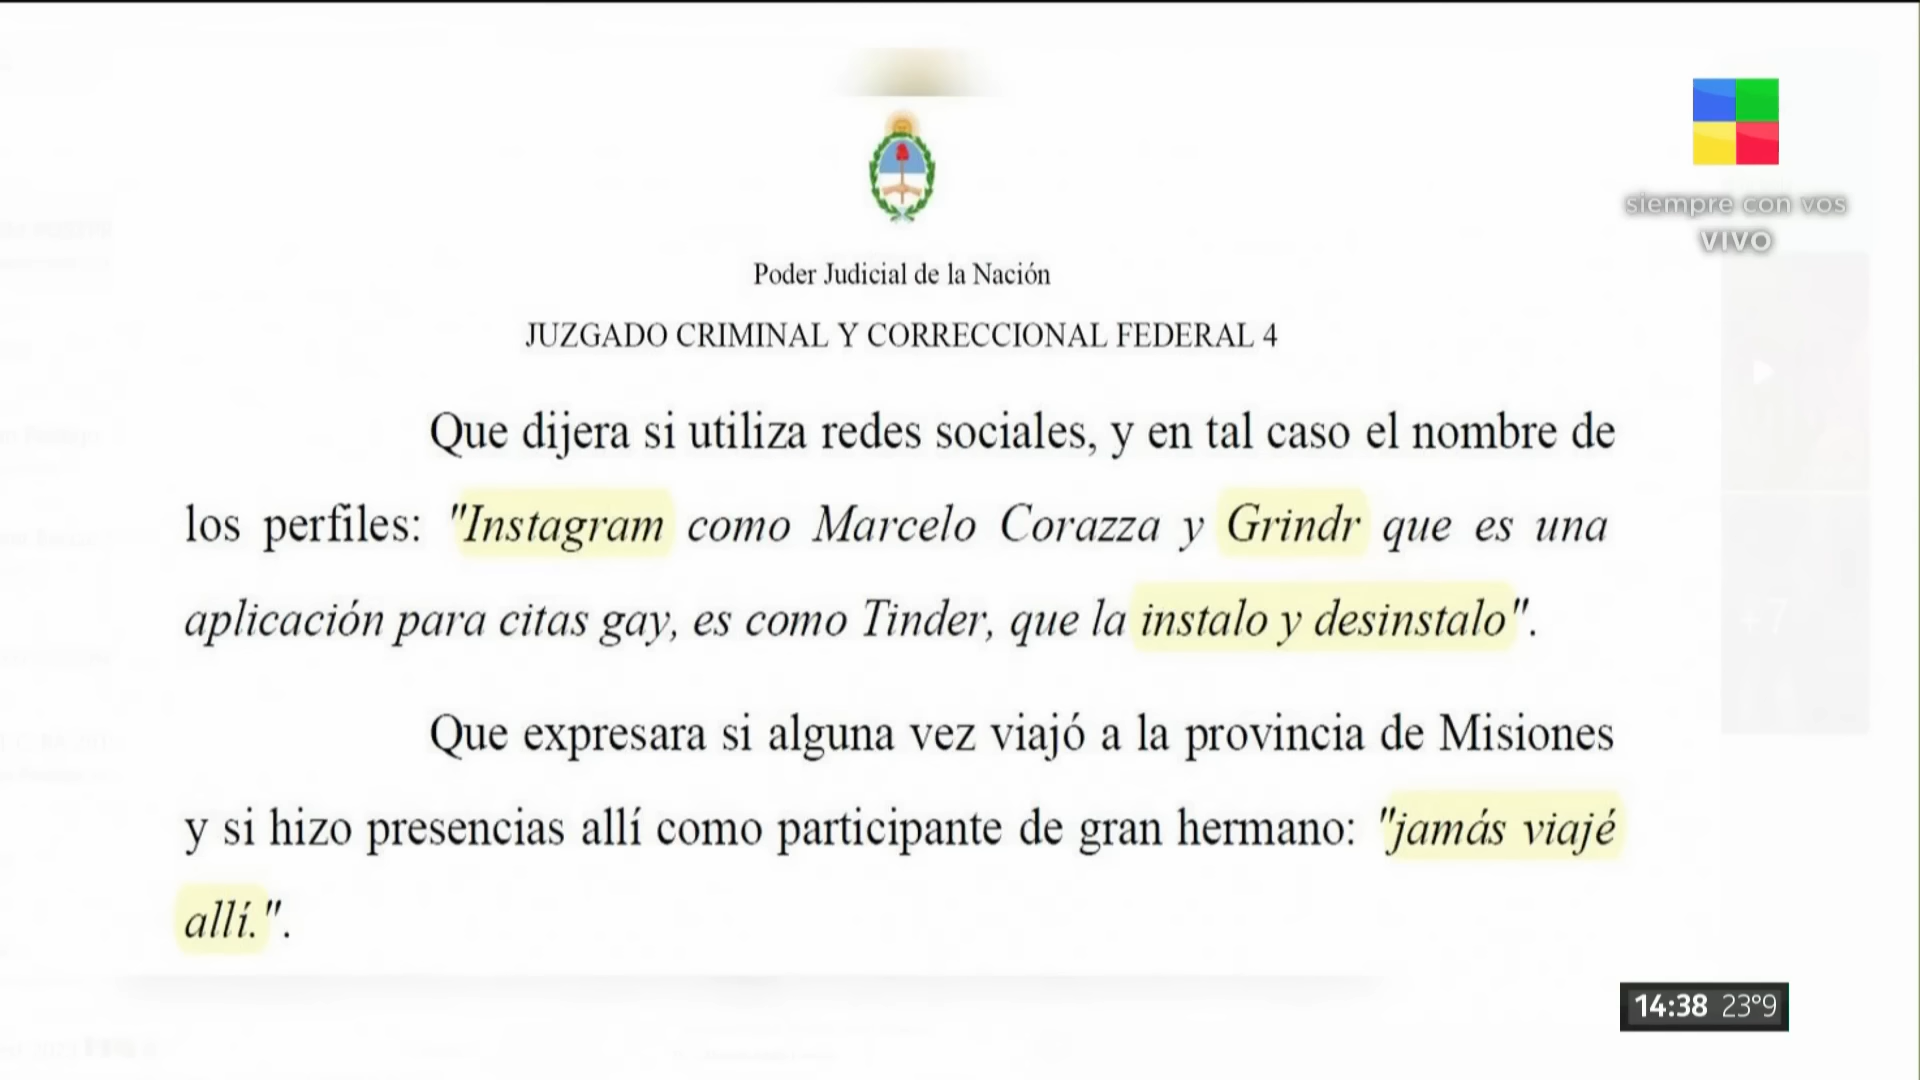 siempre con vos
VIVO
Poder Judicial de la Nación
JUZGADO CRIMINAL Y CORRECCIONAL FEDERAL 4
Que dijera si utiliza redes sociales, y en tal caso el nombre de
los perfiles: "Instagram como Marcelo Corazza y Grindr que es una
aplicación para citas gay, es como Tinder, que la instalo y desinstalo".
Que expresara si alguna vez viajó a la provincia de Misiones
y si hizo presencias allí como participante de gran hermano: "jamás viajé
allí.".
+7
14:38 23°9